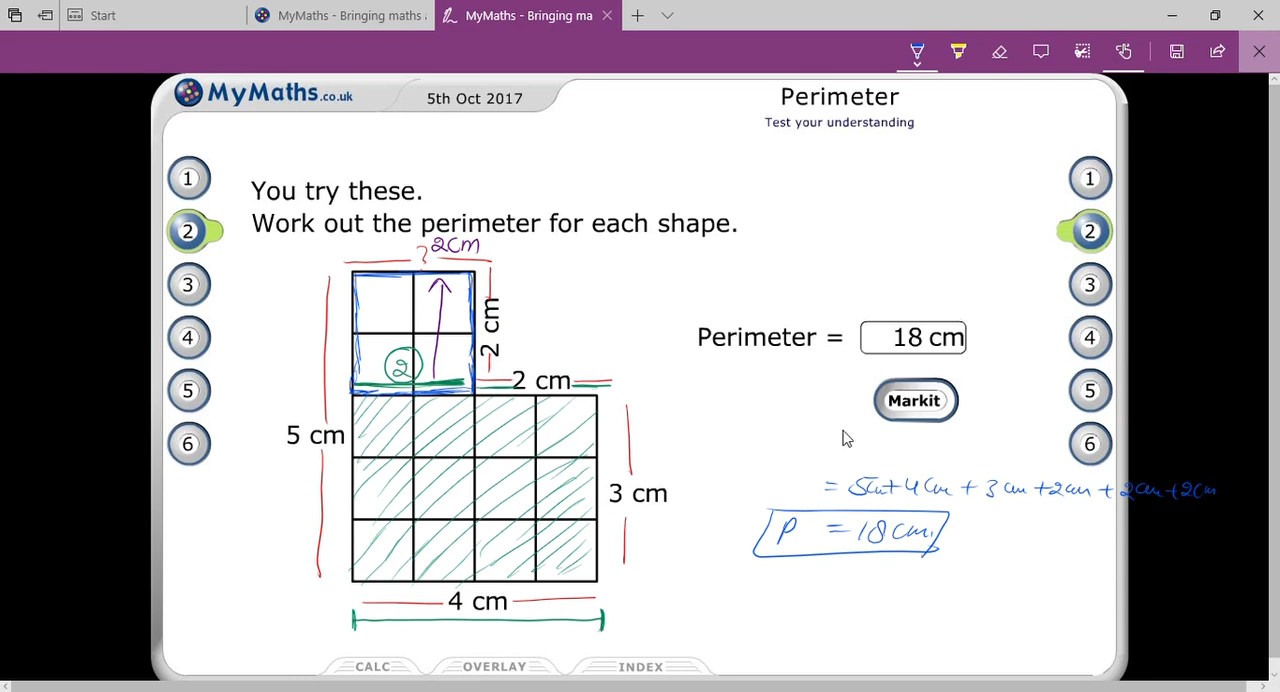 Start
MyMaths - Bringing maths a
MyMaths - Bringing ma
MyMaths.co.uk
5th Oct 2017
Perimeter
Test your understanding
1
2
3
4
5
6
You try these.
Work out the perimeter for each shape.
? 2cm
2 cm
2
2 cm
5 cm
3 cm
4 cm
Perimeter = 18 cm
Markit
= 5cm + 4cm + 3cm + 2cm + 2cm + 2cm
P = 18cm
1
2
3
4
5
6
CALC
OVERLAY
INDEX